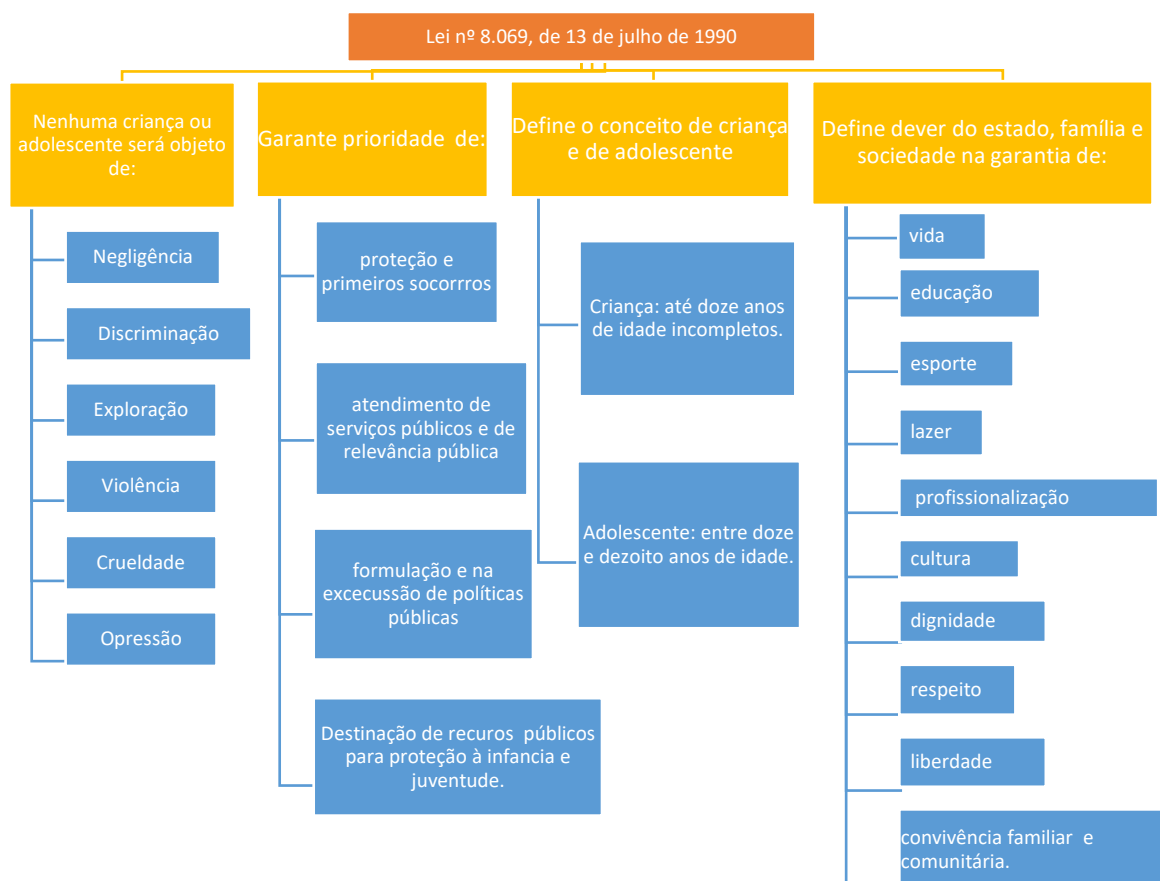 Lei nº 8.069, de 13 de julho de 1990
Nenhuma criança ou
adolescente será objeto
de:
Negligência
Discriminação
Exploração
Violência
Crueldade
Opressão
Garante prioridade de:
proteção e
primeiros socorrros
atendimento de
serviços públicos e de
relevância pública
formulação e na
excecussão de políticas
públicas
Destinação de recuros públicos
para proteção à infancia e
juventude.
Define o conceito de criança
e de adolescente
Criança: até doze anos
de idade incompletos.
Adolescente: entre doze
e dezoito anos de idade.
Define dever do estado, família e
sociedade na garantia de:
vida
educação
esporte
lazer
profissionalização
cultura
dignidade
respeito
liberdade
convivência familiar e
comunitária.